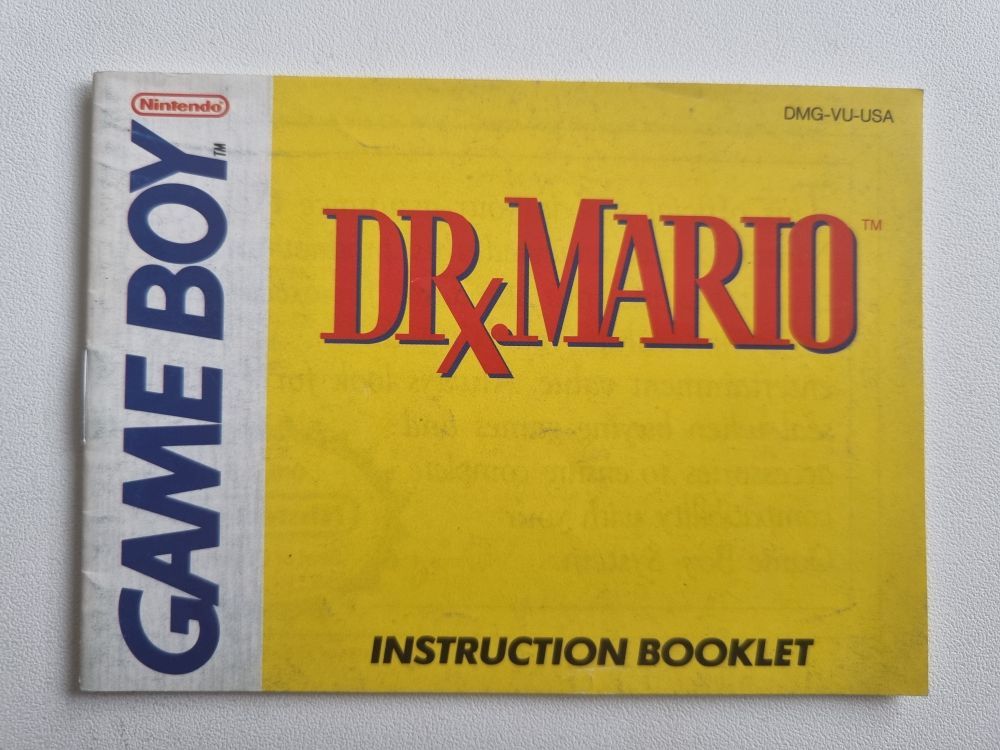 Nintendo
GAME BOY™
DMG-VU-USA
DR. MARIO™
INSTRUCTION BOOKLET